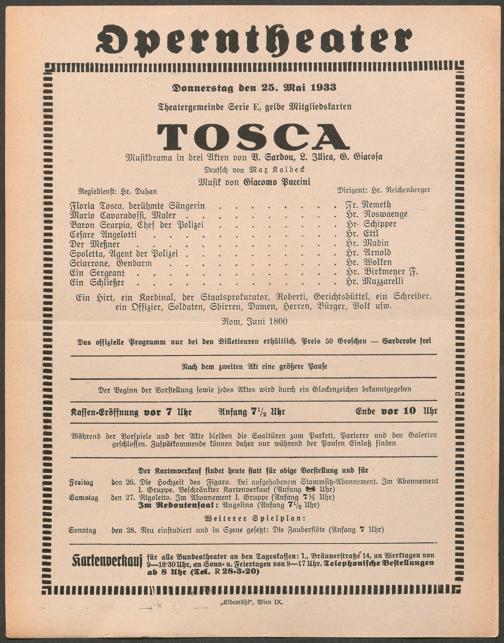 Operntheater
Donnerstag den 25. Mai 1933
Theatergemeinde Serie E, gelbe Mitgliedskarten
TOSCA
Musikdrama in drei Akten von V. Sardou, L. Illica, G. Giacosa
Deutsch von Max Kalbeck
Musik von Giacomo Puccini
Regiedienst: Hr. Duhan Dirigent: Hr. Reichenberger
Floria Tosca, berühmte Sängerin . . . . . . . . . Fr. Nemeth
Mario Cavaradossi, Maler . . . . . . . . . . Hr. Roswaenge
Baron Scarpia, Chef der Polizei . . . . . . . . . Hr. Schipper
Cesare Angelotti . . . . . . . . . . . Hr. Ettl
Der Meßner . . . . . . . . . . . . Hr. Madin
Spoletta, Agent der Polizei . . . . . . . . . . Hr. Arnold
Sciarrone, Gendarm . . . . . . . . . . . Hr. Wolken
Ein Sergeant . . . . . . . . . . . . Hr. Birkmeyer F.
Ein Schließer . . . . . . . . . . . . Hr. Muzzarelli
Ein Hirt, ein Kardinal, der Staatsprokurator, Roberti, Gerichtsbüttel, ein Schreiber,
ein Offizier, Soldaten, Sbirren, Damen, Herren, Bürger, Volk usw.
Rom, Juni 1800
Das offizielle Programm nur bei den Billetteuren erhältlich. Preis 50 Groschen — Garderobe frei
Nach dem zweiten Akt eine größere Pause
Der Beginn der Vorstellung sowie jedes Aktes wird durch ein Glockenzeichen bekanntgegeben
Kassen-Eröffnung vor 7 Uhr Anfang 7½ Uhr Ende vor 10 Uhr
Während der Vorspiele und der Akte bleiben die Saaltüren zum Parkett, Parterre und den Galerien
geschlossen. Zuspätkommende können daher nur während der Pausen Einlaß finden
Der Kartenverkauf findet heute statt für obige Vorstellung und für
Freitag den 26. Die Hochzeit des Figaro. Bei aufgehobenem Stammsitz-Abonnement. Im Abonnement
I. Gruppe. Beschränkter Kartenverkauf (Anfang Uhr)
Samstag den 27. Rigoletto. Im Abonnement I. Gruppe (Anfang 7½ Uhr)
Im Redoutensaal: Angelina (Anfang 7½ Uhr)
Weiterer Spielplan:
Sonntag den 28. Neu einstudiert und in Szene gesetzt: Die Zauberflöte (Anfang 7 Uhr)
Kartenverkauf für alle Bundestheater an den Tageskassen: I., Bräunerstraße 14, an Werktagen von
9—18·30 Uhr, an Sonn- u. Feiertagen von 9—17 Uhr. Telephonische Bestellungen
ab 8 Uhr (Tel. R 28-3-20)
„Elbemühl“, Wien IX.